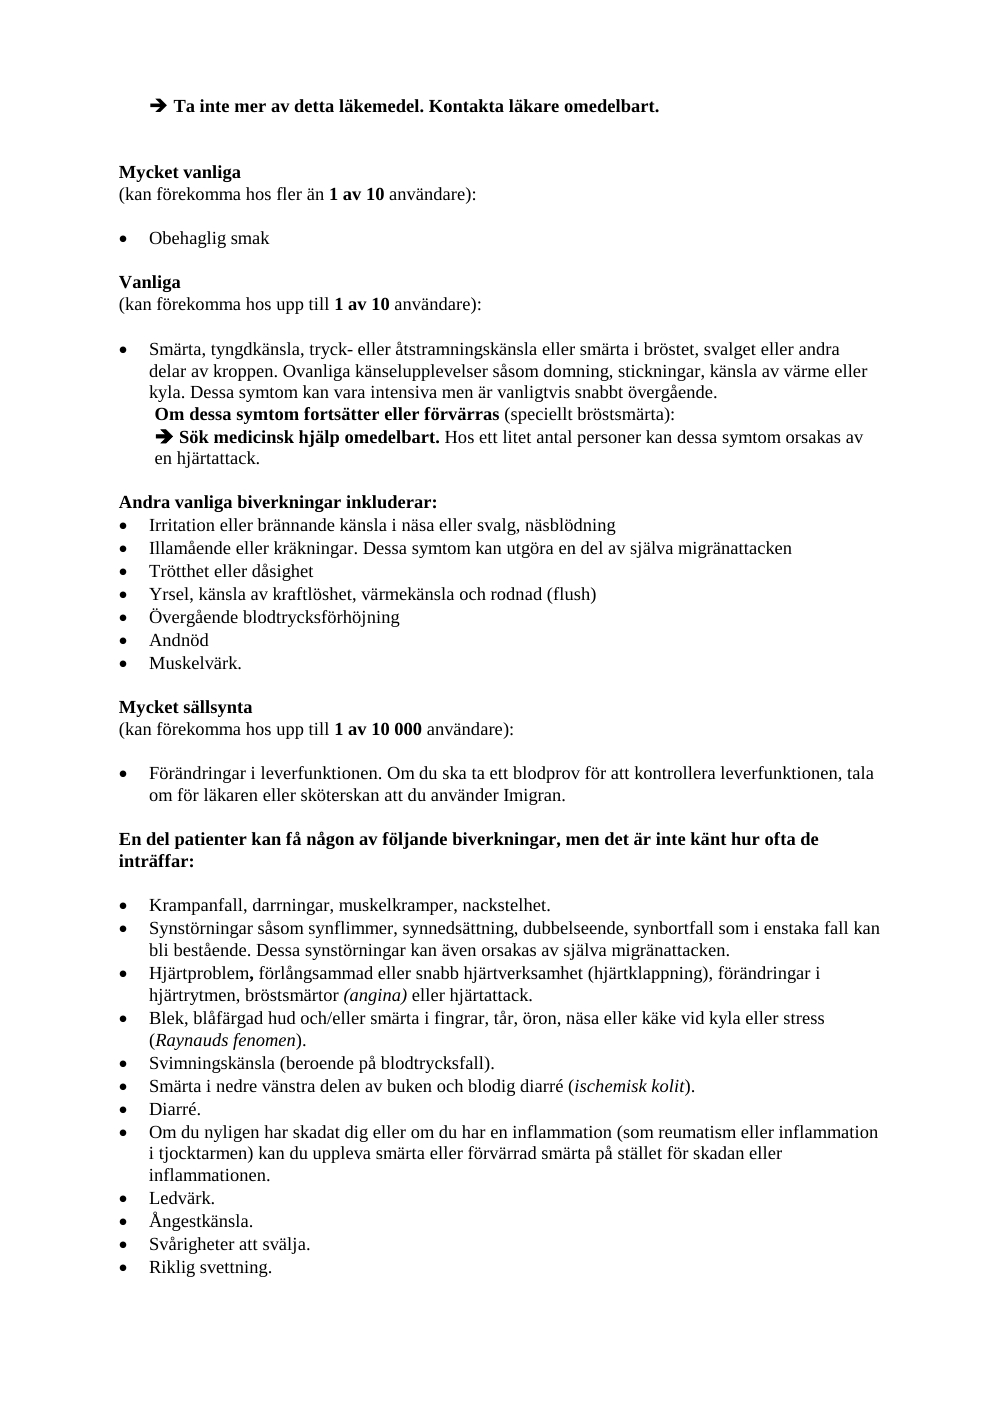 ➔ Ta inte mer av detta läkemedel. Kontakta läkare omedelbart.
Mycket vanliga
(kan förekomma hos fler än 1 av 10 användare):
• Obehaglig smak
Vanliga
(kan förekomma hos upp till 1 av 10 användare):
• Smärta, tyngdkänsla, tryck- eller åtstramningskänsla eller smärta i bröstet, svalget eller andra
delar av kroppen. Ovanliga känselupplevelser såsom domning, stickningar, känsla av värme eller
kyla. Dessa symtom kan vara intensiva men är vanligtvis snabbt övergående.
Om dessa symtom fortsätter eller förvärras (speciellt bröstsmärta):
➔ Sök medicinsk hjälp omedelbart. Hos ett litet antal personer kan dessa symtom orsakas av
en hjärtattack.
Andra vanliga biverkningar inkluderar:
• Irritation eller brännande känsla i näsa eller svalg, näsblödning
• Illamående eller kräkningar. Dessa symtom kan utgöra en del av själva migränattacken
• Trötthet eller dåsighet
• Yrsel, känsla av kraftlöshet, värmekänsla och rodnad (flush)
• Övergående blodtrycksförhöjning
• Andnöd
• Muskelvärk.
Mycket sällsynta
(kan förekomma hos upp till 1 av 10 000 användare):
• Förändringar i leverfunktionen. Om du ska ta ett blodprov för att kontrollera leverfunktionen, tala
om för läkaren eller sköterskan att du använder Imigran.
En del patienter kan få någon av följande biverkningar, men det är inte känt hur ofta de
inträffar:
• Krampanfall, darrningar, muskelkramper, nackstelhet.
• Synstörningar såsom synflimmer, synnedsättning, dubbelseende, synbortfall som i enstaka fall kan
bli bestående. Dessa synstörningar kan även orsakas av själva migränattacken.
• Hjärtproblem, förlångsammad eller snabb hjärtverksamhet (hjärtklappning), förändringar i
hjärtrytmen, bröstsmärtor (angina) eller hjärtattack.
• Blek, blåfärgad hud och/eller smärta i fingrar, tår, öron, näsa eller käke vid kyla eller stress
(Raynauds fenomen).
• Svimningskänsla (beroende på blodtrycksfall).
• Smärta i nedre vänstra delen av buken och blodig diarré (ischemisk kolit).
• Diarré.
• Om du nyligen har skadat dig eller om du har en inflammation (som reumatism eller inflammation
i tjocktarmen) kan du uppleva smärta eller förvärrad smärta på stället för skadan eller
inflammationen.
• Ledvärk.
• Ångestkänsla.
• Svårigheter att svälja.
• Riklig svettning.